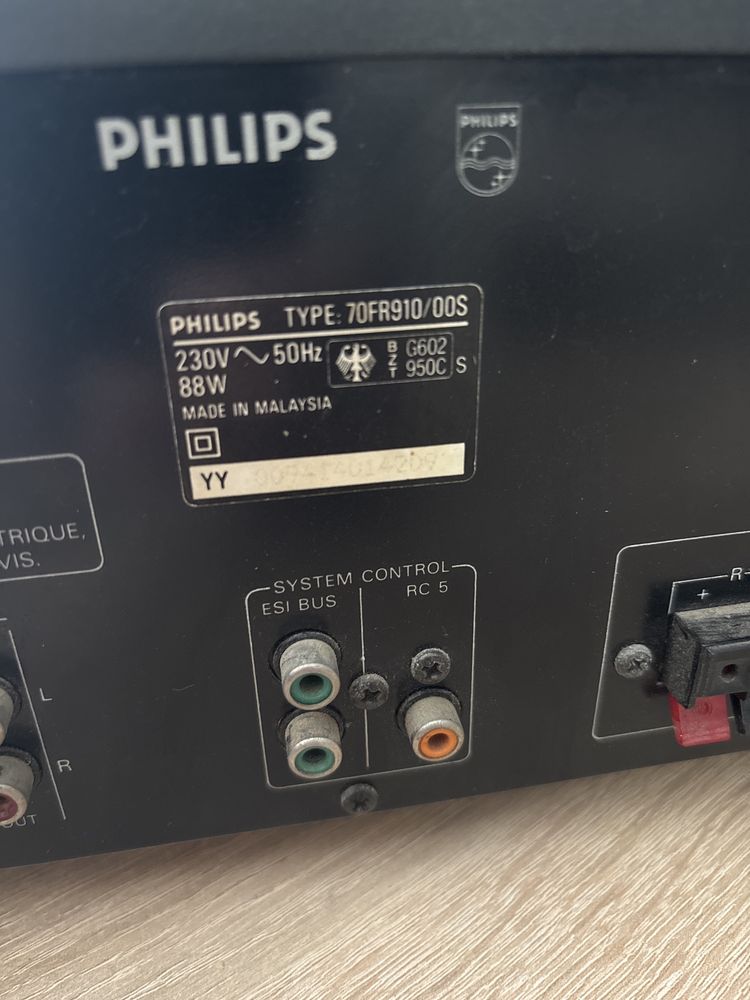 PHILIPS
PHILIPS
PHILIPS TYPE: 70FR910/00S
230V ~ 50Hz
88W
B
Z
T
G602
950C
S
MADE IN MALAYSIA
YY
TRIQUE,
VIS.
SYSTEM CONTROL
ESI BUS
RC 5
L
R
OUT
R
+